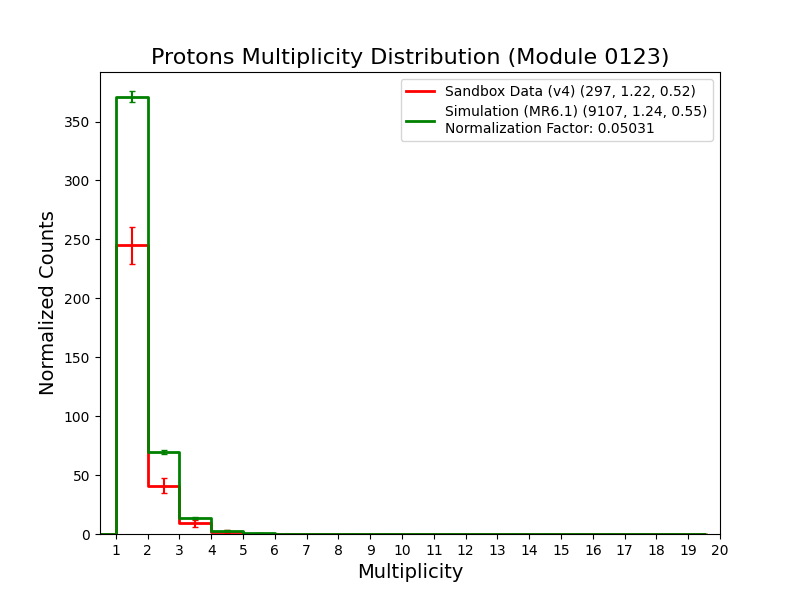 Protons Multiplicity Distribution (Module 0123)
Sandbox Data (v4) (297, 1.22, 0.52)
Simulation (MR6.1) (9107, 1.24, 0.55)
Normalization Factor: 0.05031
Normalized Counts
350
300
250
200
150
100
50
0
1 2 3 4 5 6 7 8 9 10 11 12 13 14 15 16 17 18 19 20
Multiplicity